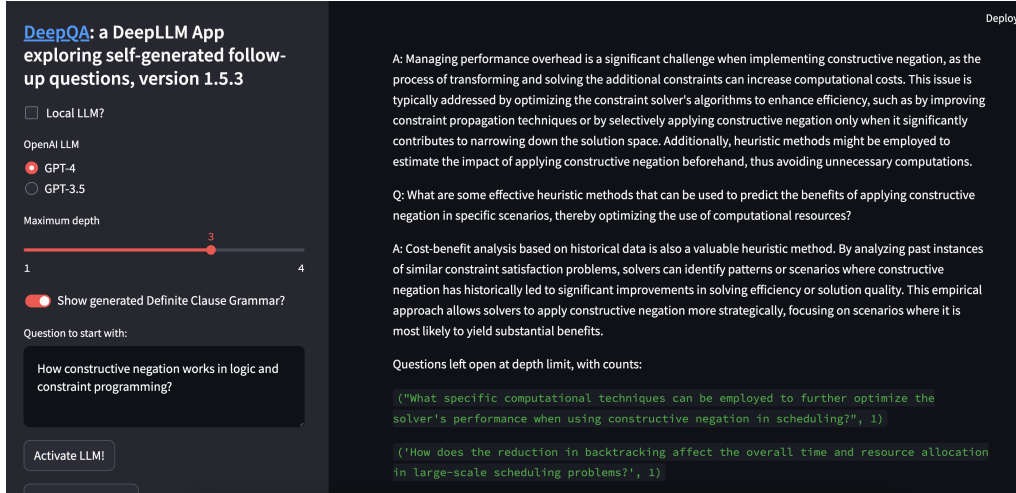 DeepQA: a DeepLLM App
exploring self-generated follow-
up questions, version 1.5.3
Local LLM?
OpenAI LLM
GPT-4
GPT-3.5
Maximum depth
3
1
4
Show generated Definite Clause Grammar?
Question to start with:
How constructive negation works in logic and
constraint programming?
Activate LLM!
Deploy
A: Managing performance overhead is a significant challenge when implementing constructive negation, as the
process of transforming and solving the additional constraints can increase computational costs. This issue is
typically addressed by optimizing the constraint solver's algorithms to enhance efficiency, such as by improving
constraint propagation techniques or by selectively applying constructive negation only when it significantly
contributes to narrowing down the solution space. Additionally, heuristic methods might be employed to
estimate the impact of applying constructive negation beforehand, thus avoiding unnecessary computations.
Q: What are some effective heuristic methods that can be used to predict the benefits of applying constructive
negation in specific scenarios, thereby optimizing the use of computational resources?
A: Cost-benefit analysis based on historical data is also a valuable heuristic method. By analyzing past instances
of similar constraint satisfaction problems, solvers can identify patterns or scenarios where constructive
negation has historically led to significant improvements in solving efficiency or solution quality. This empirical
approach allows solvers to apply constructive negation more strategically, focusing on scenarios where it is
most likely to yield substantial benefits.
Questions left open at depth limit, with counts:
("What specific computational techniques can be employed to further optimize the
solver's performance when using constructive negation in scheduling?", 1)
('How does the reduction in backtracking affect the overall time and resource allocation
in large-scale scheduling problems?', 1)